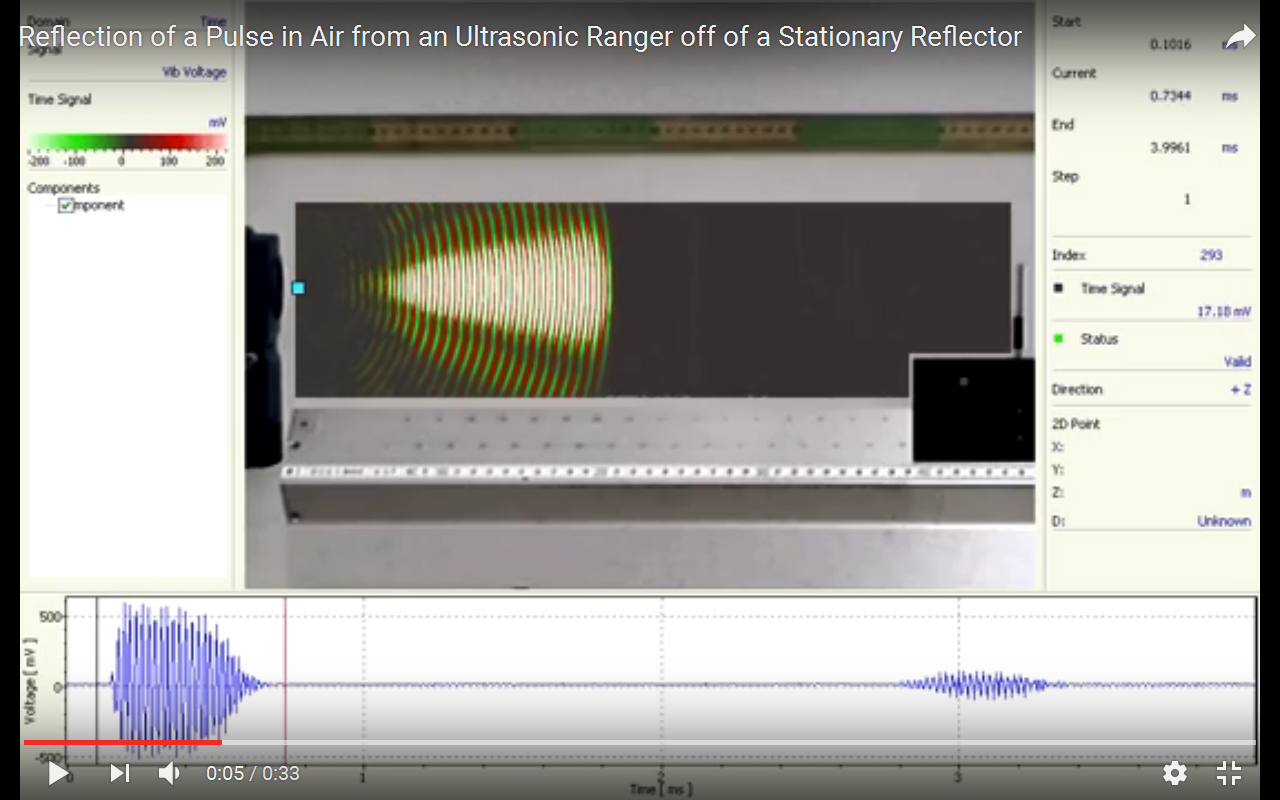 Reflection of a Pulse in Air from an Ultrasonic Ranger off of a Stationary Reflector
Domain Time
Signal
Vib Voltage
Time Signal
mV
-200 -100 0 100 200
Components
mponent
Start
0.1016 ms
Current
0.7344 ms
End
3.9961 ms
Step
1
Index 293
Time Signal
17.18 mV
Status
Valid
Direction + Z
2D Point
X:
Y:
Z: m
D: Unknown
Voltage [ mV ]
500
0
-500
0 1 2 3
Time [ ms ]
0:05 / 0:33